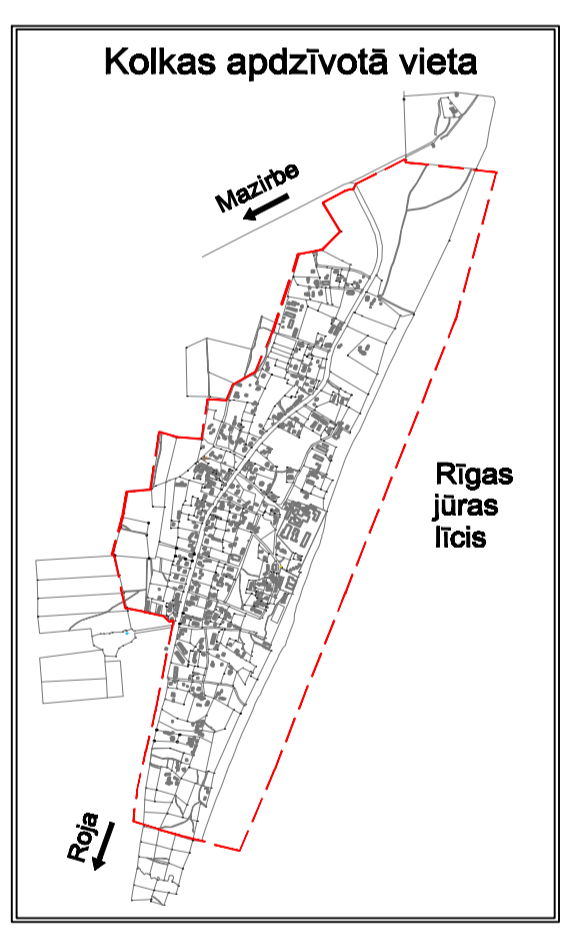 Kolkas apdzīvotā vieta
Mazirbe
Rīgas
jūras
līcis
Roja